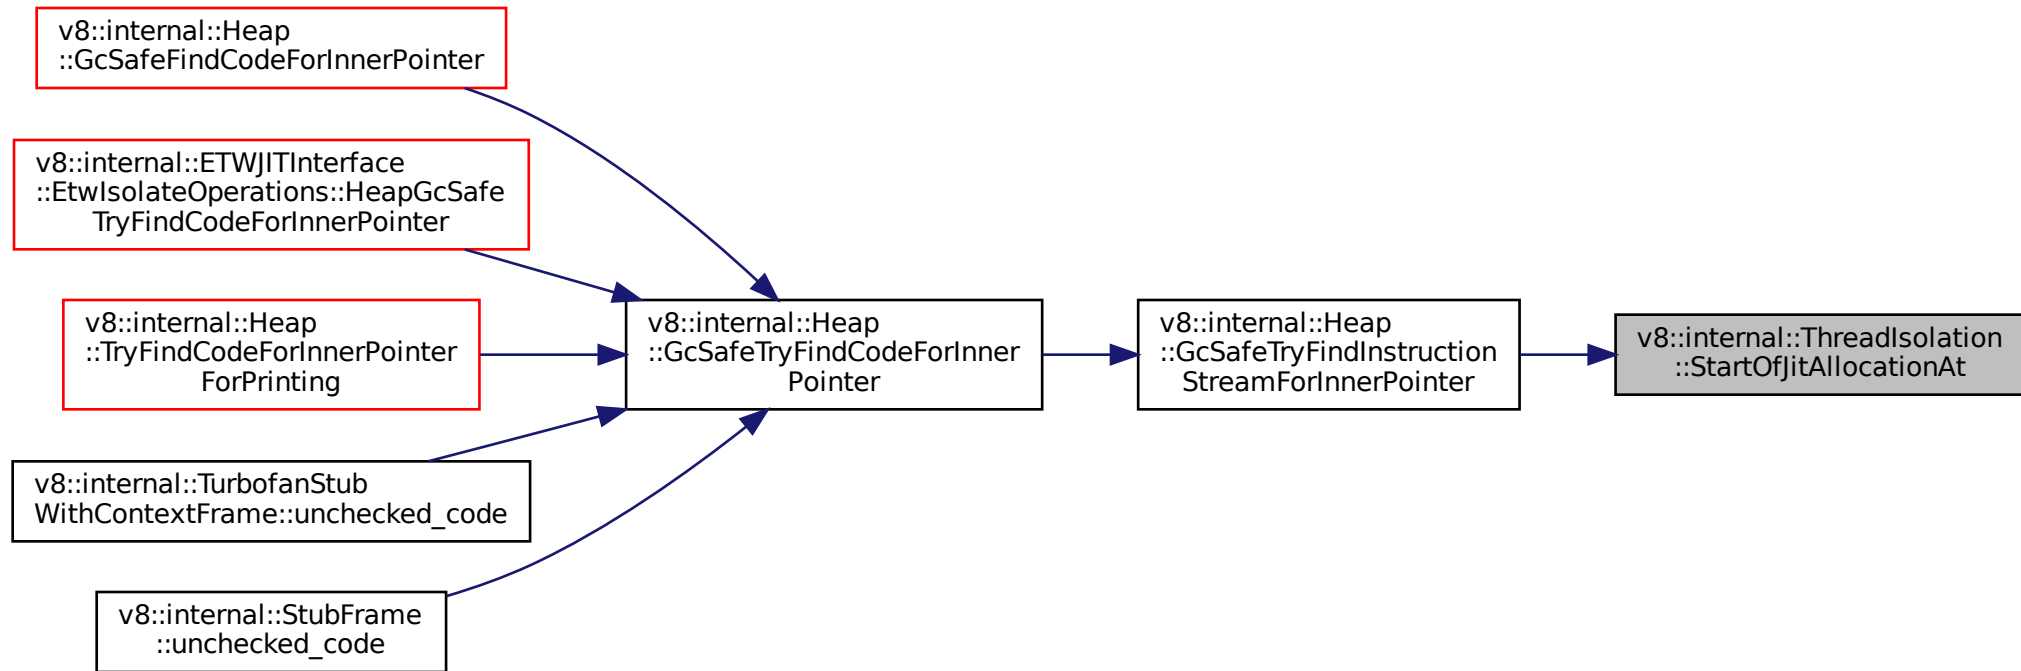 v8::internal::Heap
::GcSafeFindCodeForInnerPointer
v8::internal::ETWJITInterface
::EtwIsolateOperations::HeapGcSafe
TryFindCodeForInnerPointer
v8::internal::Heap
::TryFindCodeForInnerPointer
ForPrinting
v8::internal::TurbofanStub
WithContextFrame::unchecked_code
v8::internal::StubFrame
::unchecked_code
v8::internal::Heap
::GcSafeTryFindCodeForInner
Pointer
v8::internal::Heap
::GcSafeTryFindInstruction
StreamForInnerPointer
v8::internal::ThreadIsolation
::StartOfJitAllocationAt